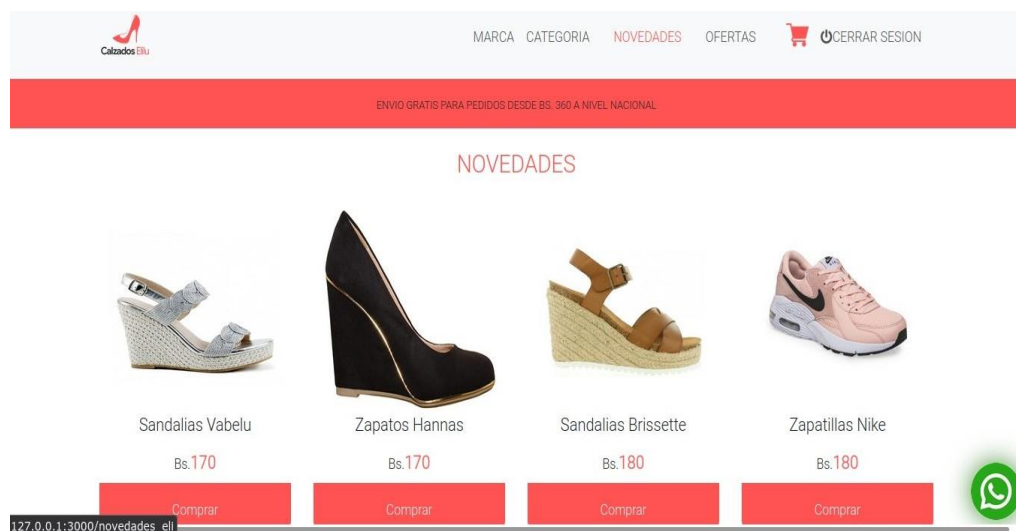 Calzados Ellu
MARCA CATEGORIA NOVEDADES OFERTAS CERRAR SESION
ENVIO GRATIS PARA PEDIDOS DESDE BS. 360 A NIVEL NACIONAL
NOVEDADES
Sandalias Vabelu Zapatos Hannas Sandalias Brissette Zapatillas Nike
Bs.170 Bs.170 Bs.180 Bs.180
Comprar Comprar Comprar Comprar
127.0.0.1:3000/novedades_eli